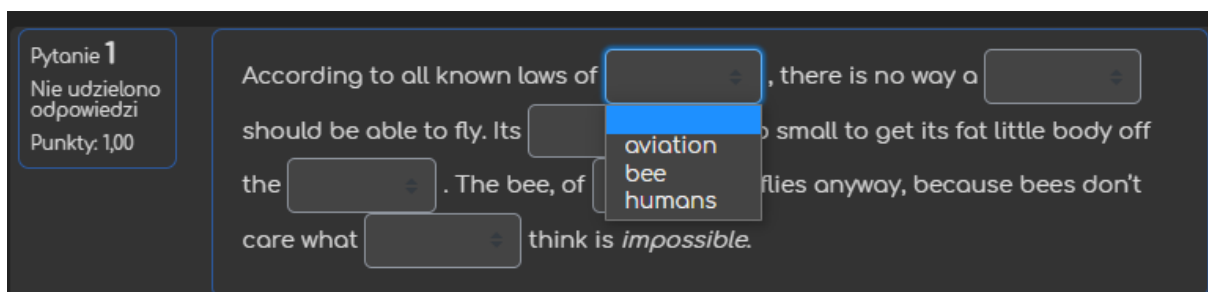 Pytanie 1
Nie udzielono
odpowiedzi
Punkty: 1,00
According to all known laws of , there is no way a
should be able to fly. Its small to get its fat little body off
the . The bee, of flies anyway, because bees don't
care what think is impossible.
aviation
bee
humans